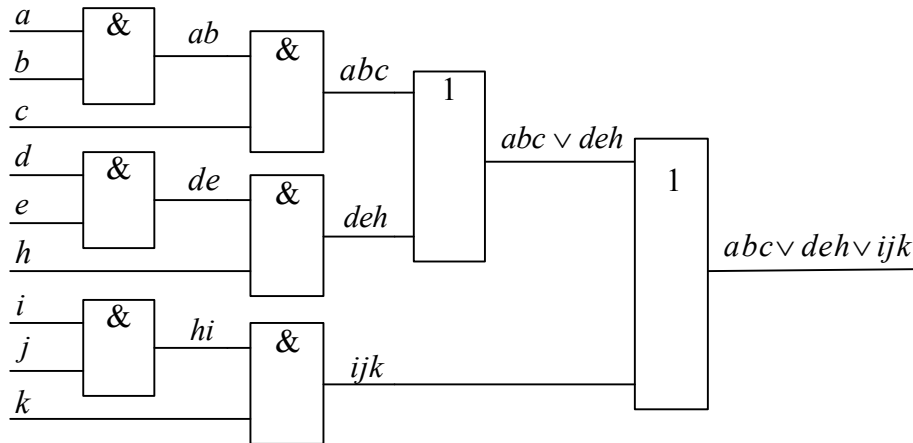 a
&
ab
b
&
abc
1
c
abc ∨ deh
d
&
de
1
e
&
deh
h
abc ∨ deh ∨ ijk
i
&
hi
j
&
ijk
k